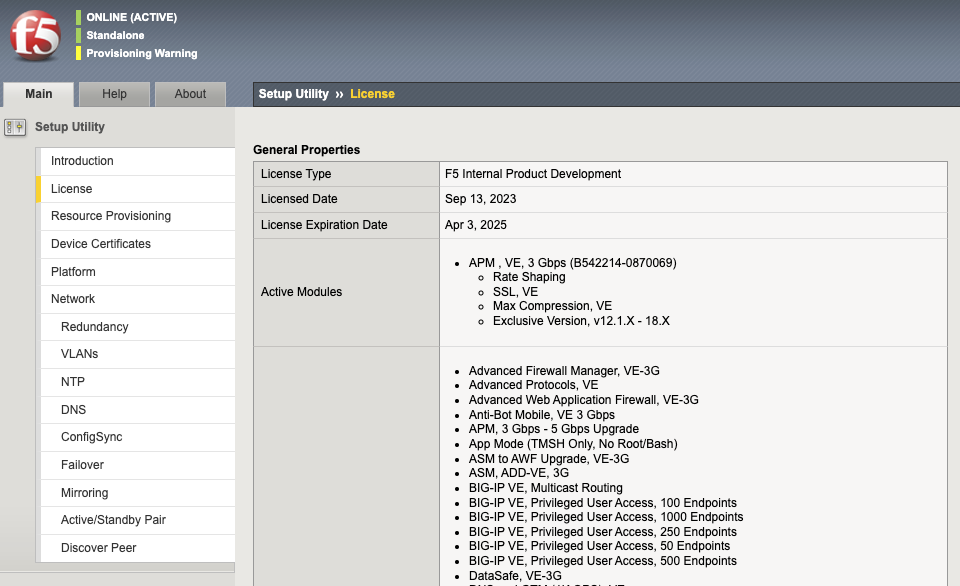 f5
ONLINE (ACTIVE)
Standalone
Provisioning Warning
Main
Help
About
Setup Utility ›› License
Setup Utility
Introduction
License
Resource Provisioning
Device Certificates
Platform
Network
Redundancy
VLANs
NTP
DNS
ConfigSync
Failover
Mirroring
Active/Standby Pair
Discover Peer
General Properties
License Type F5 Internal Product Development
Licensed Date Sep 13, 2023
License Expiration Date Apr 3, 2025
Active Modules
APM , VE, 3 Gbps (B542214-0870069)
Rate Shaping
SSL, VE
Max Compression, VE
Exclusive Version, v12.1.X - 18.X
Advanced Firewall Manager, VE-3G
Advanced Protocols, VE
Advanced Web Application Firewall, VE-3G
Anti-Bot Mobile, VE 3 Gbps
APM, 3 Gbps - 5 Gbps Upgrade
App Mode (TMSH Only, No Root/Bash)
ASM to AWF Upgrade, VE-3G
ASM, ADD-VE, 3G
BIG-IP VE, Multicast Routing
BIG-IP VE, Privileged User Access, 100 Endpoints
BIG-IP VE, Privileged User Access, 1000 Endpoints
BIG-IP VE, Privileged User Access, 250 Endpoints
BIG-IP VE, Privileged User Access, 50 Endpoints
BIG-IP VE, Privileged User Access, 500 Endpoints
DataSafe, VE-3G